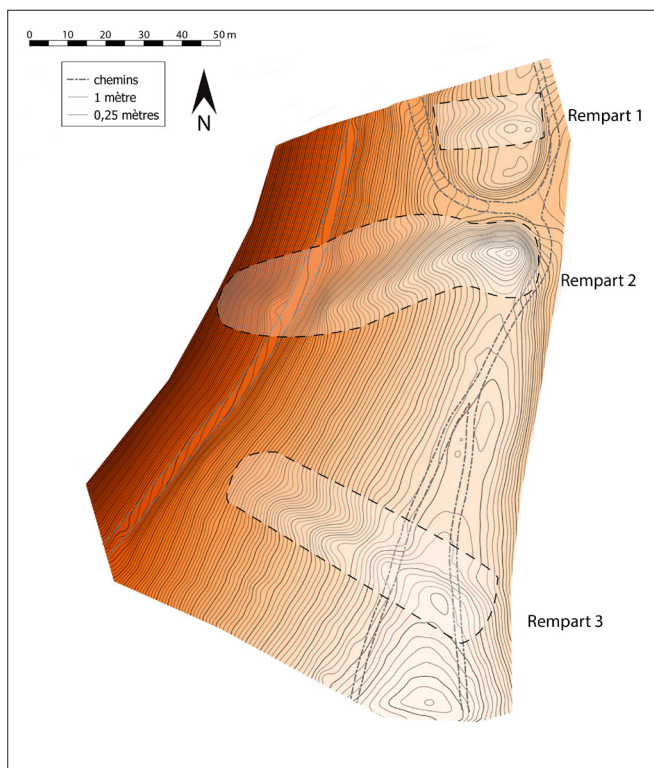 0 10 20 30 40 50 m
chemins
1 mètre
0,25 mètres
N
Rempart 1
Rempart 2
Rempart 3